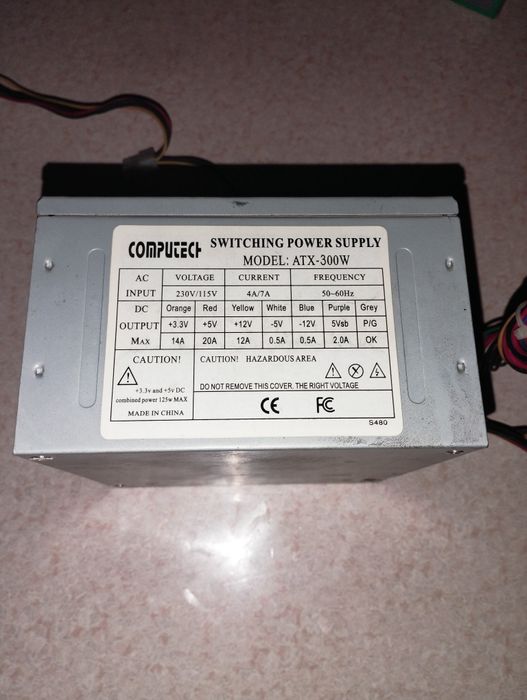 COMPUTECH SWITCHING POWER SUPPLY
MODEL: ATX-300W
AC VOLTAGE CURRENT FREQUENCY
INPUT 230V/115V 4A/7A 50~60Hz
DC Orange Red Yellow White Blue Purple Grey
OUTPUT +3.3V +5V +12V -5V -12V 5Vsb P/G
MAX 14A 20A 12A 0.5A 0.5A 2.0A OK
CAUTION!
+3.3v and +5v DC
combined power 125w MAX
MADE IN CHINA
CAUTION! HAZARDOUS AREA
DO NOT REMOVE THIS COVER. THE RIGHT VOLTAGE
CE FC
S480